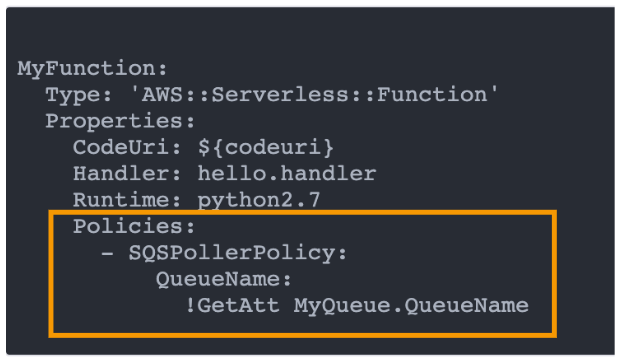 MyFunction:
  Type: 'AWS::Serverless::Function'
  Properties:
    CodeUri: ${codeuri}
    Handler: hello.handler
    Runtime: python2.7
    Policies:
      - SQSPollerPolicy:
          QueueName:
            !GetAtt MyQueue.QueueName